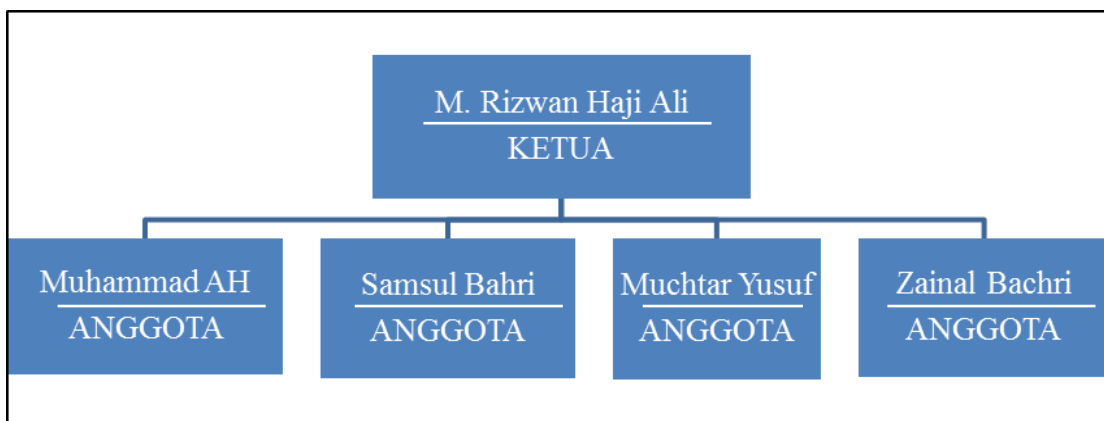 M. Rizwan Haji Ali
KETUA
Muhammad AH
ANGGOTA
Samsul Bahri
ANGGOTA
Muchtar Yusuf
ANGGOTA
Zainal Bachri
ANGGOTA